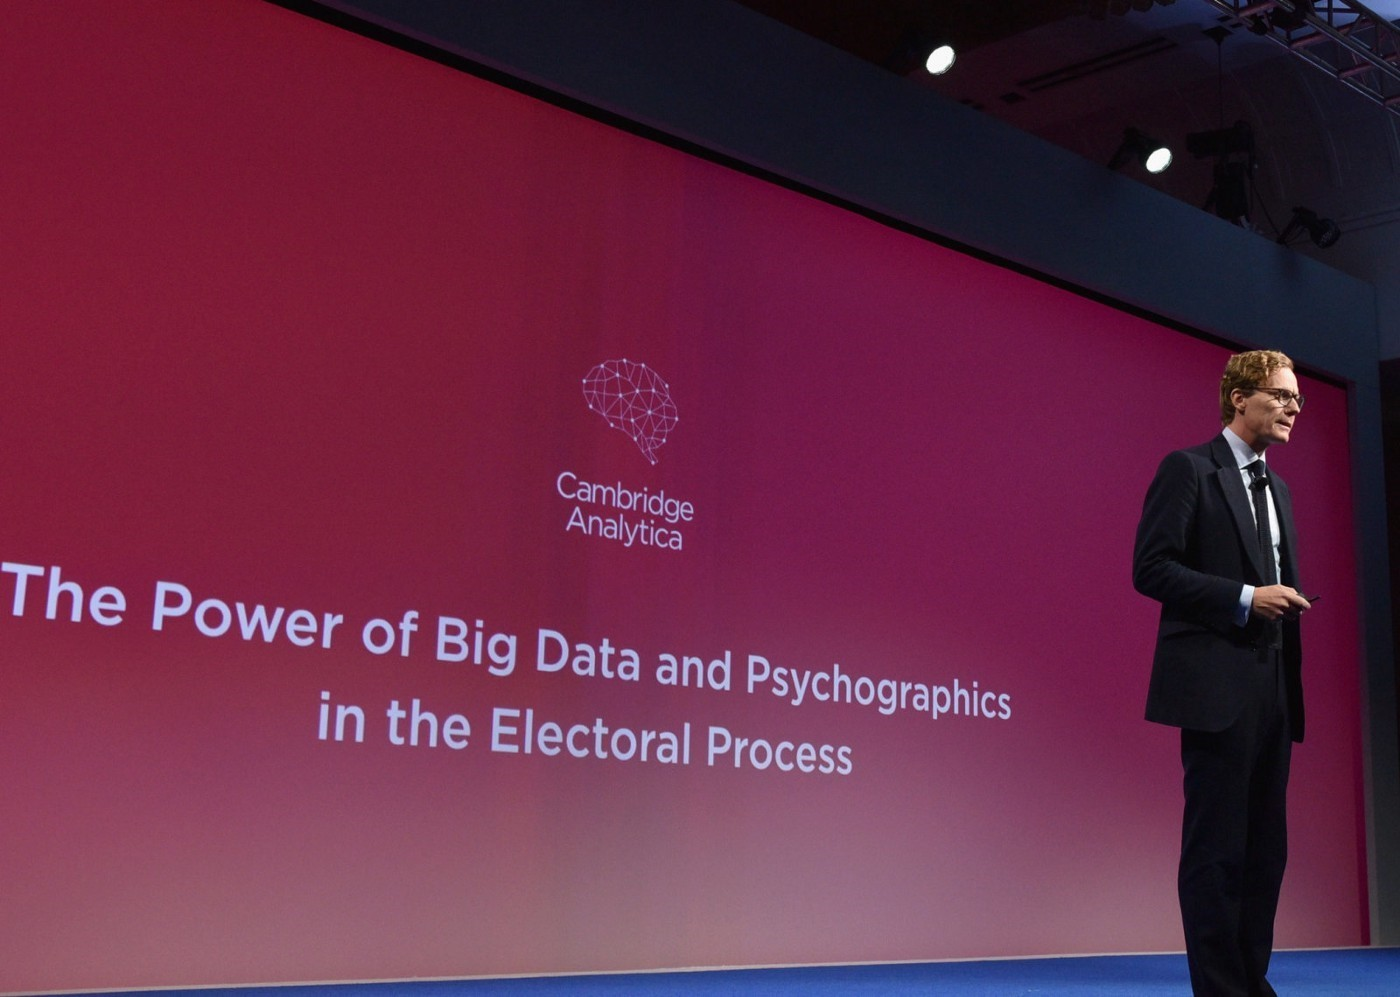 Cambridge
Analytica
The Power of Big Data and Psychographics
in the Electoral Process